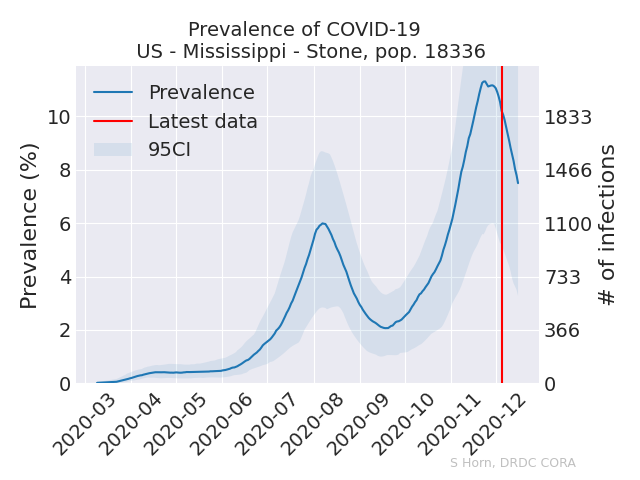 Prevalence of COVID-19
US - Mississippi - Stone, pop. 18336
Prevalence
Latest data
95CI
Prevalence (%)
10
8
6
4
2
0
1833
1466
1100
733
366
0
# of infections
2020-03
2020-04
2020-05
2020-06
2020-07
2020-08
2020-09
2020-10
2020-11
2020-12
S Horn, DRDC CORA